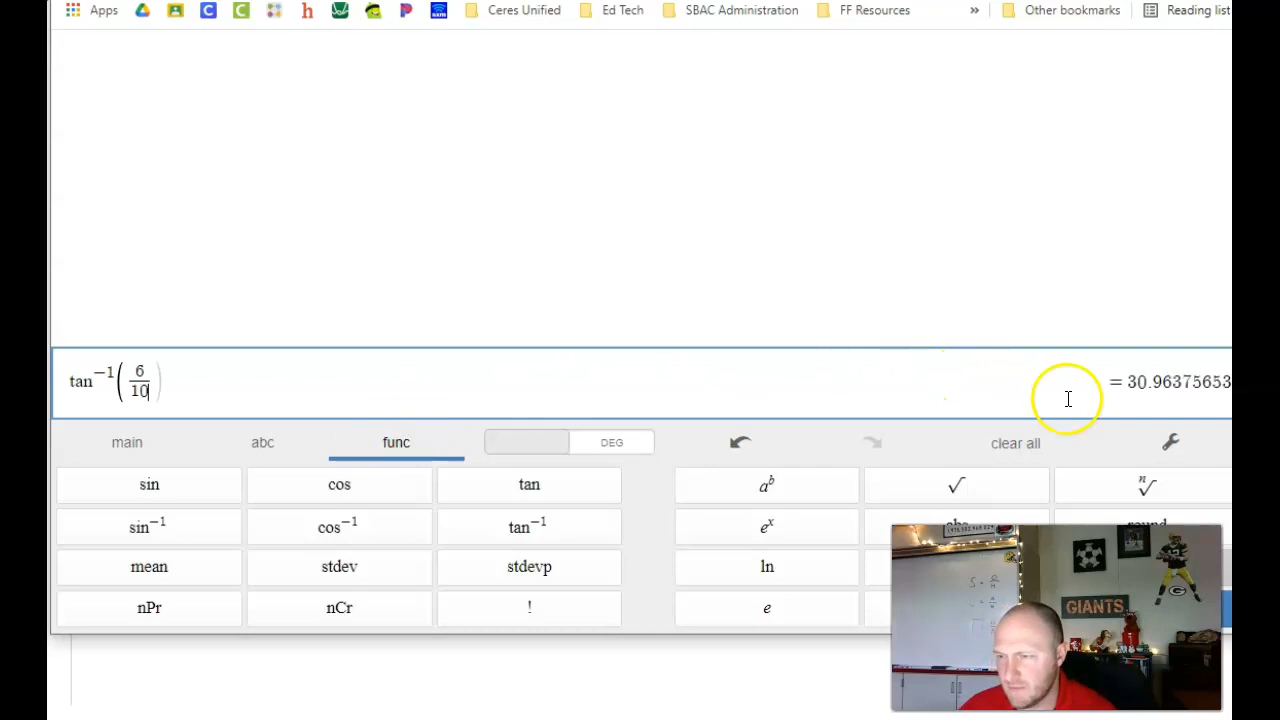 Apps Ceres Unified Ed Tech SBAC Administration FF Resources » Other bookmarks Reading list
tan⁻¹(6/10) = 30.96375653
main abc func DEG clear all
sin cos tan aᵇ √ ⁿ√
sin⁻¹ cos⁻¹ tan⁻¹ eˣ
mean stdev stdevp ln
nPr nCr ! e
GIANTS
G